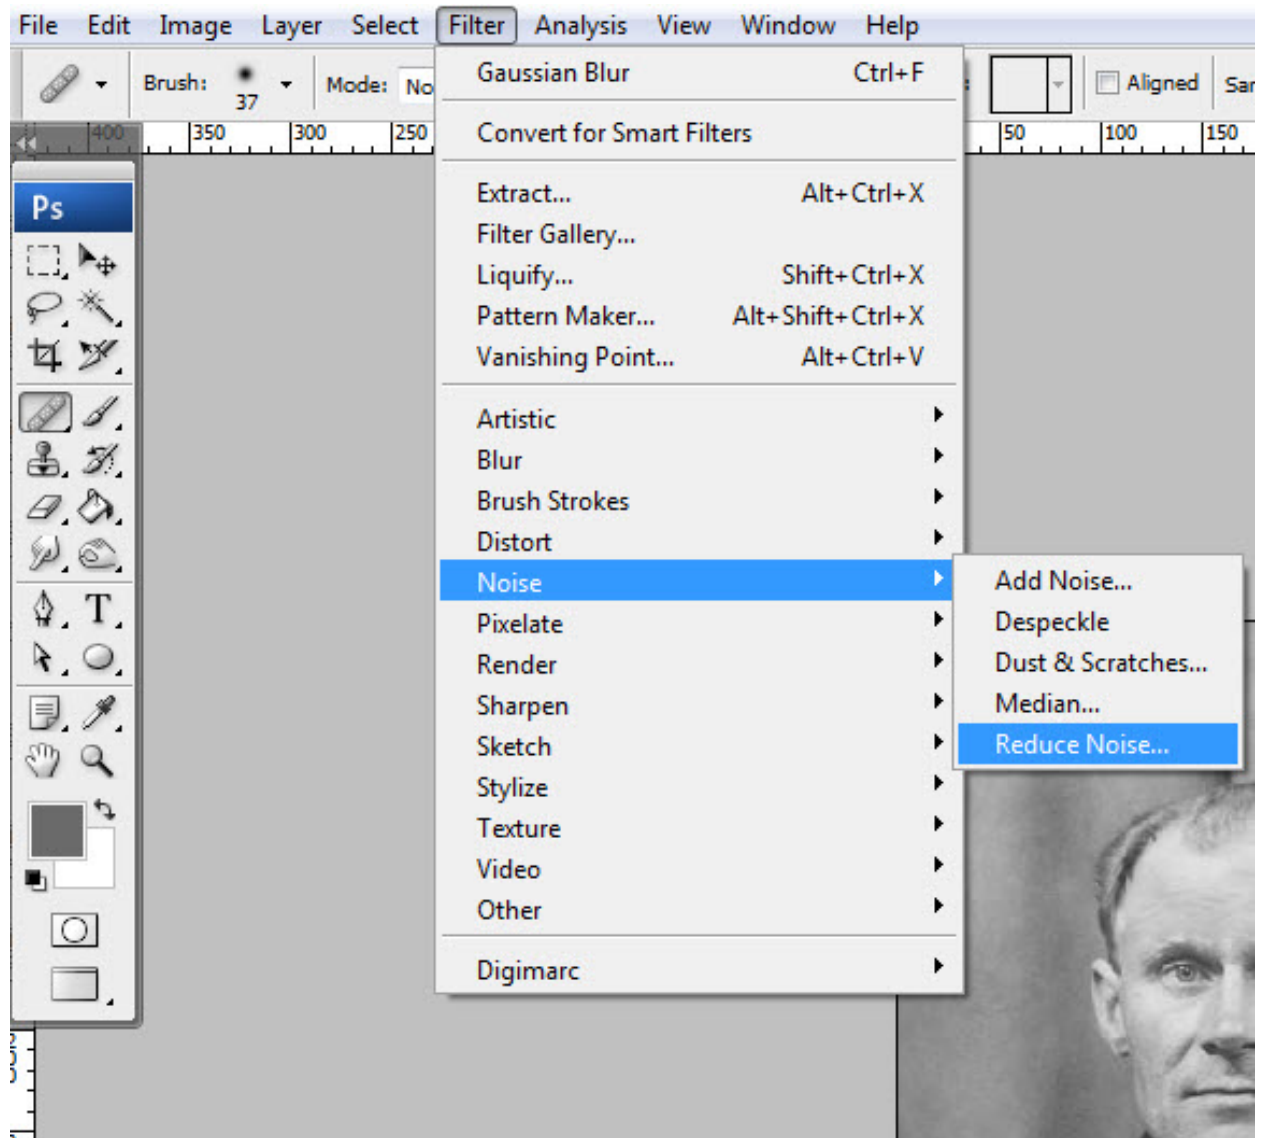 File Edit Image Layer Select Filter Analysis View Window Help
Brush: 37 Mode: No Aligned
400 350 300 250 50 100 150
Ps
T
Gaussian Blur Ctrl+F
Convert for Smart Filters
Extract... Alt+Ctrl+X
Filter Gallery...
Liquify... Shift+Ctrl+X
Pattern Maker... Alt+Shift+Ctrl+X
Vanishing Point... Alt+Ctrl+V
Artistic
Blur
Brush Strokes
Distort
Noise
Pixelate
Render
Sharpen
Sketch
Stylize
Texture
Video
Other
Digimarc
Add Noise...
Despeckle
Dust & Scratches...
Median...
Reduce Noise...